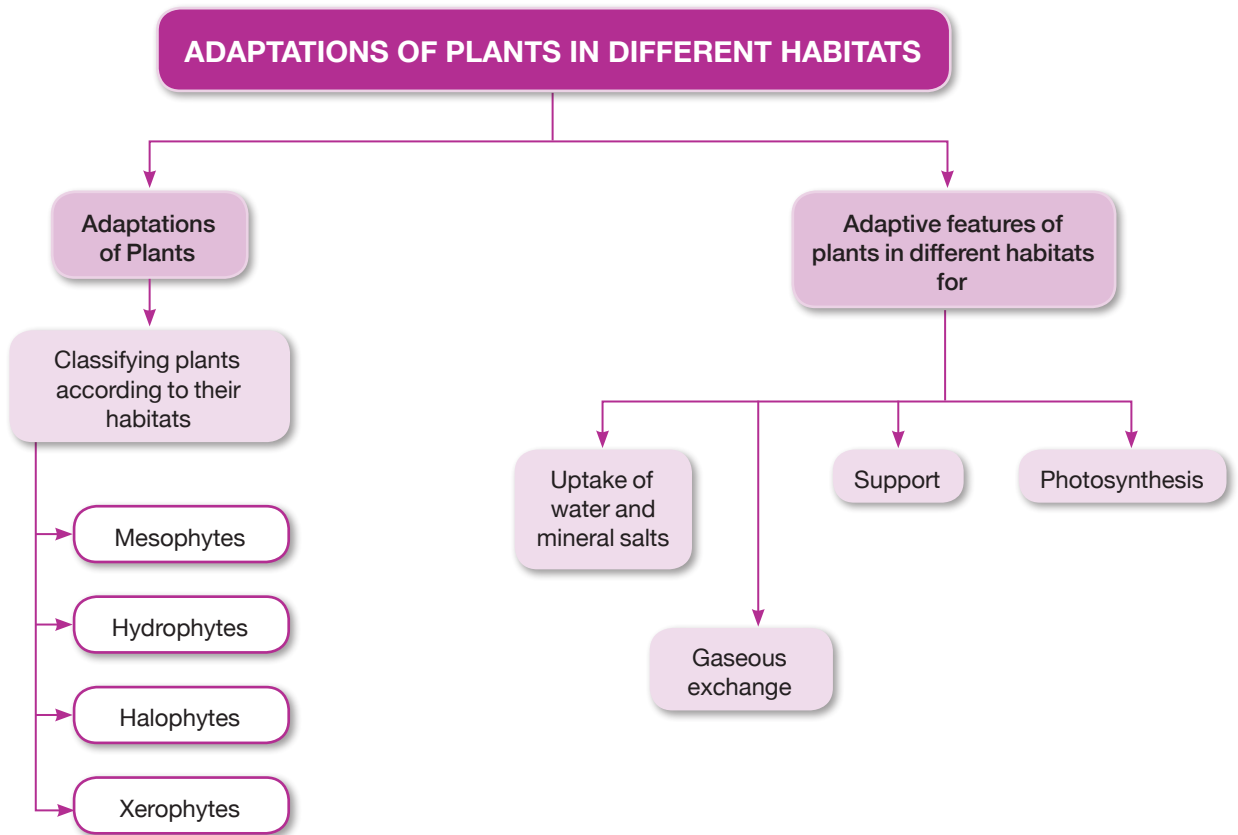 ADAPTATIONS OF PLANTS IN DIFFERENT HABITATS
Adaptations
of Plants
Classifying plants
according to their
habitats
Mesophytes
Hydrophytes
Halophytes
Xerophytes
Adaptive features of
plants in different habitats
for
Uptake of
water and
mineral salts
Gaseous
exchange
Support
Photosynthesis